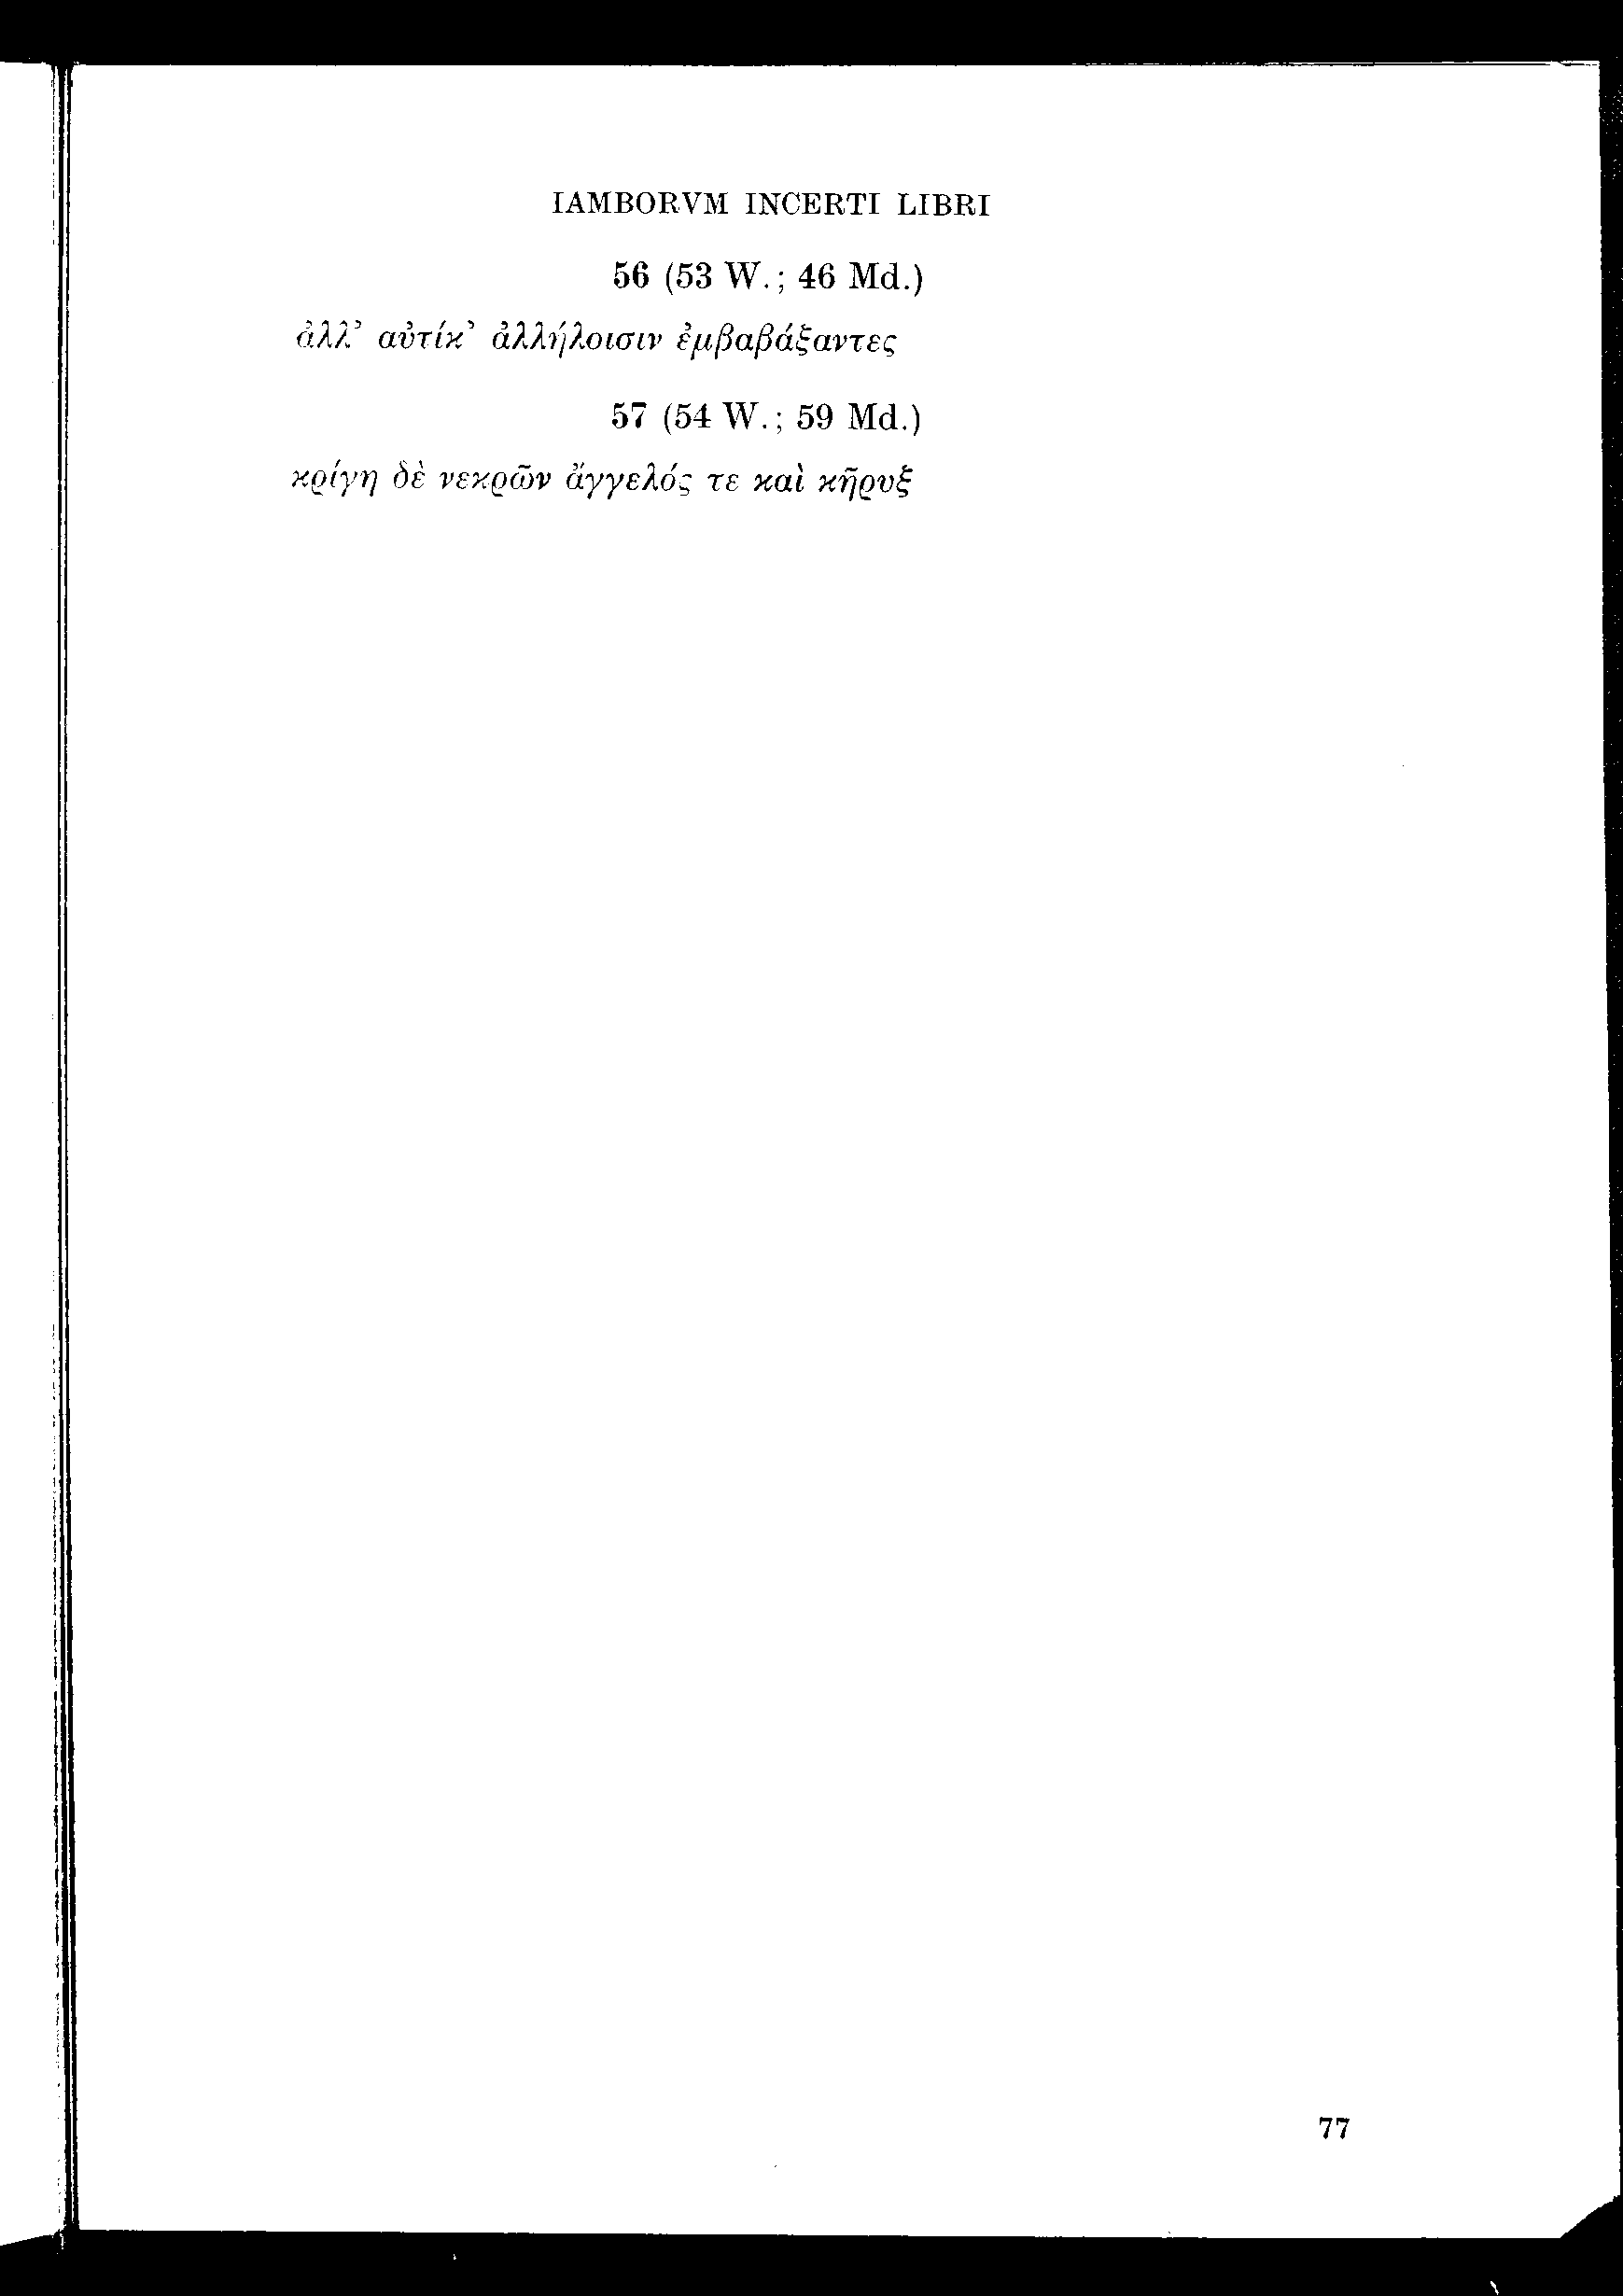 IAMBORVM INCERTI LIBRI
56 (53 W.; 46 Md.)
ἀλλ’ αὐτίκ’ ἀλλήλοισιν ἐμβαβάξαντες
57 (54 W.; 59 Md.)
κρίγη δὲ νεκρῶν ἄγγελός τε καὶ κῆρυξ
77